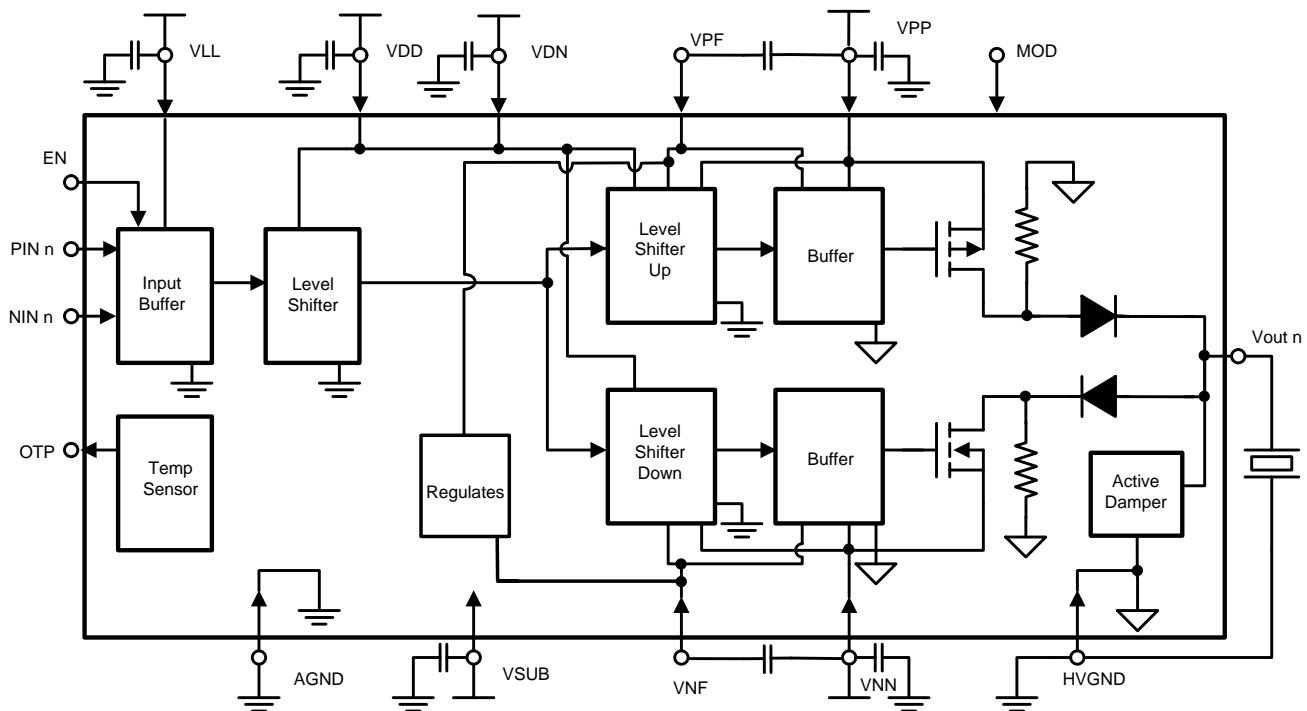 VLL
VDD
VDN
VPF
VPP
MOD
EN
PIN n
NIN n
OTP
Input
Buffer
Level
Shifter
Level
Shifter
Up
Buffer
Vout n
Temp
Sensor
Regulates
Level
Shifter
Down
Buffer
Active
Damper
AGND
VSUB
VNF
VNN
HVGND